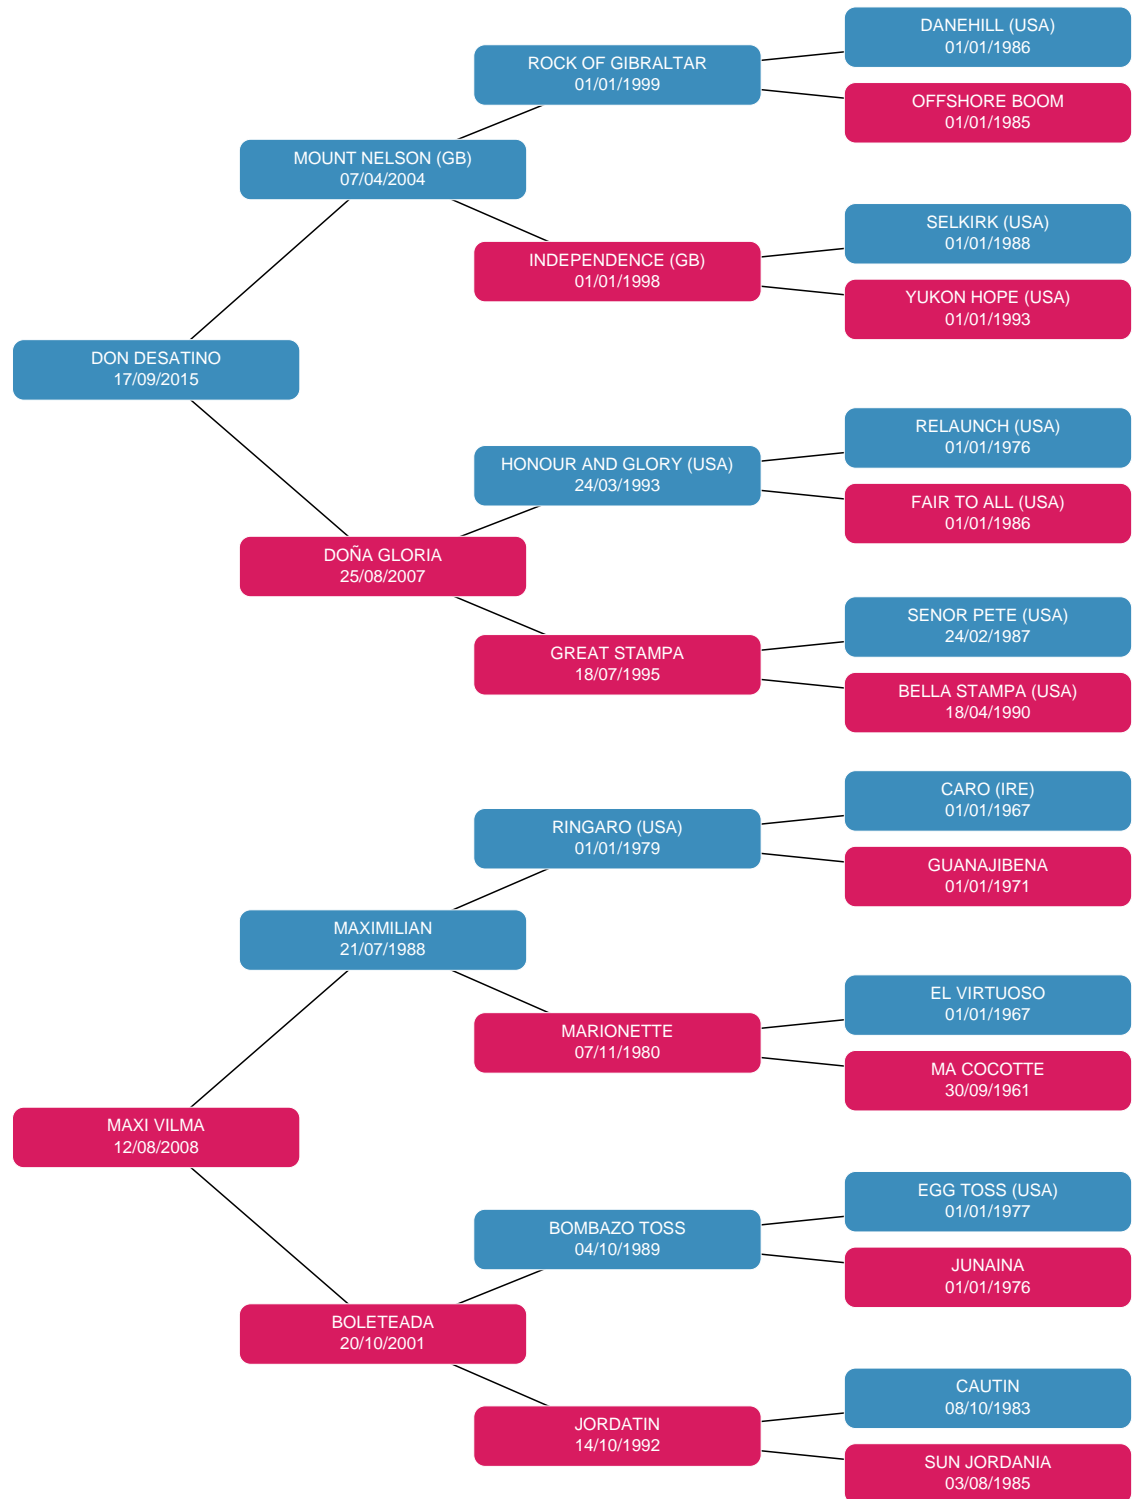 DANEHILL (USA)
01/01/1986
ROCK OF GIBRALTAR
01/01/1999
OFFSHORE BOOM
01/01/1985
MOUNT NELSON (GB)
07/04/2004
SELKIRK (USA)
01/01/1988
INDEPENDENCE (GB)
01/01/1998
YUKON HOPE (USA)
01/01/1993
DON DESATINO
17/09/2015
RELAUNCH (USA)
01/01/1976
HONOUR AND GLORY (USA)
24/03/1993
FAIR TO ALL (USA)
01/01/1986
DOÑA GLORIA
25/08/2007
SENOR PETE (USA)
24/02/1987
GREAT STAMPA
18/07/1995
BELLA STAMPA (USA)
18/04/1990
CARO (IRE)
01/01/1967
RINGARO (USA)
01/01/1979
GUANAJIBENA
01/01/1971
MAXIMILIAN
21/07/1988
EL VIRTUOSO
01/01/1967
MARIONETTE
07/11/1980
MA COCOTTE
30/09/1961
MAXI VILMA
12/08/2008
EGG TOSS (USA)
01/01/1977
BOMBAZO TOSS
04/10/1989
JUNAINA
01/01/1976
BOLETEADA
20/10/2001
CAUTIN
08/10/1983
JORDATIN
14/10/1992
SUN JORDANIA
03/08/1985